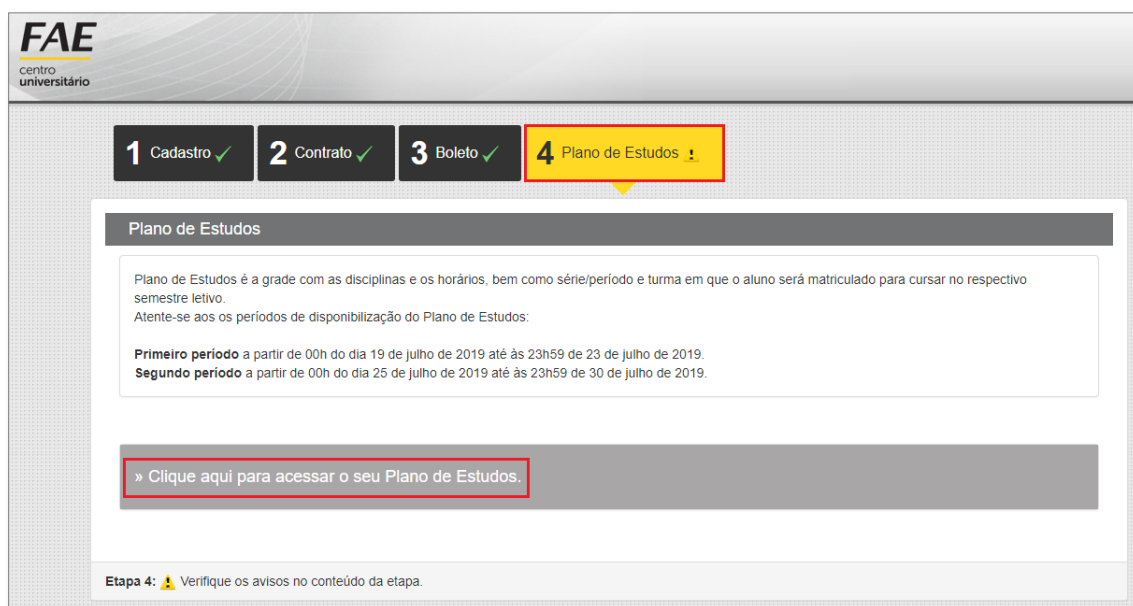 FAE
centro
universitário
1 Cadastro
2 Contrato
3 Boleto
4 Plano de Estudos
Plano de Estudos
Plano de Estudos é a grade com as disciplinas e os horários, bem como série/período e turma em que o aluno será matriculado para cursar no respectivo
semestre letivo.
Atente-se aos os períodos de disponibilização do Plano de Estudos:
Primeiro período a partir de 00h do dia 19 de julho de 2019 até às 23h59 de 23 de julho de 2019.
Segundo período a partir de 00h do dia 25 de julho de 2019 até às 23h59 de 30 de julho de 2019.
» Clique aqui para acessar o seu Plano de Estudos.
Etapa 4: Verifique os avisos no conteúdo da etapa.